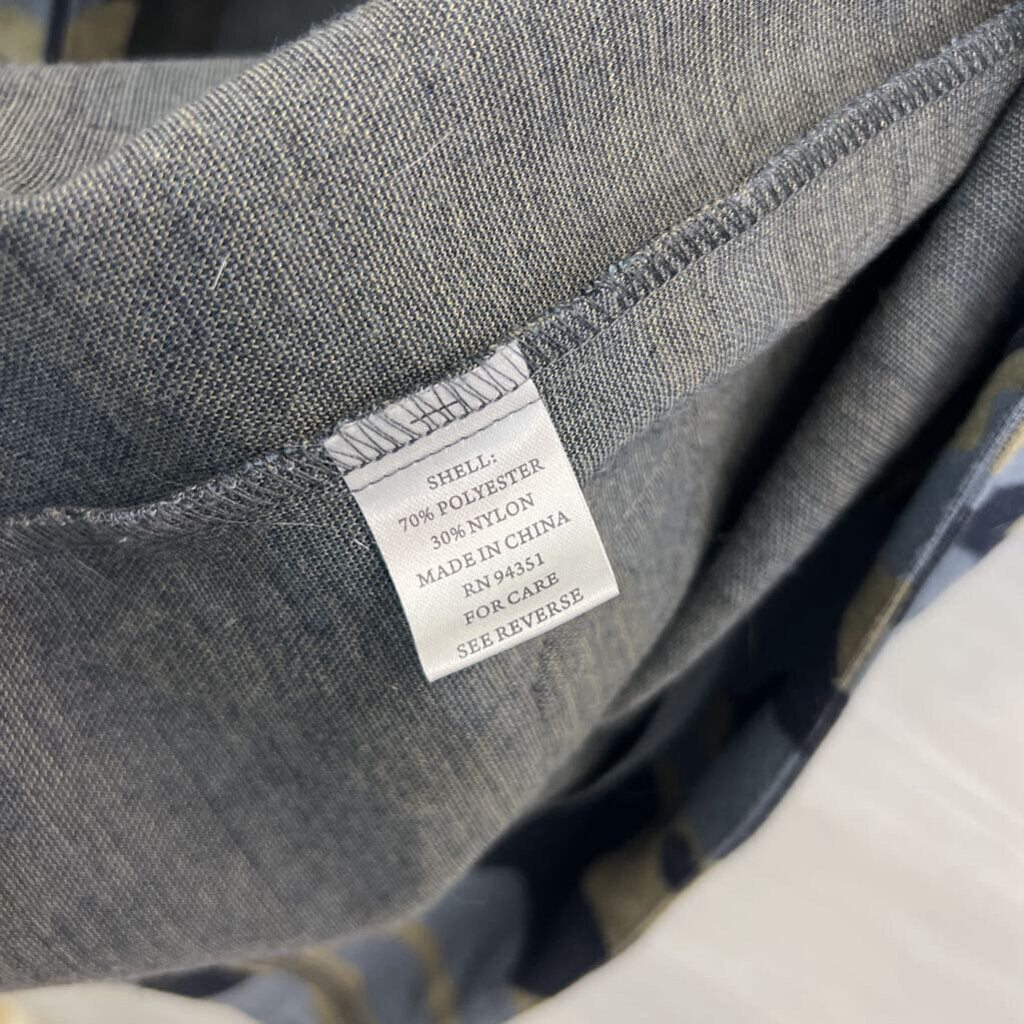 SHELL:
70% POLYESTER
30% NYLON
MADE IN CHINA
RN 94351
FOR CARE
SEE REVERSE